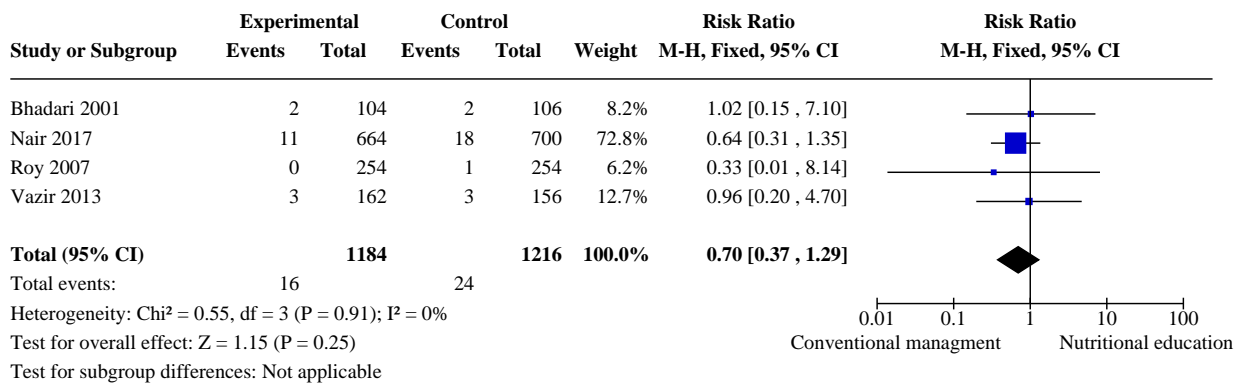 Experimental Control Risk Ratio Risk Ratio
Study or Subgroup Events Total Events Total Weight M-H, Fixed, 95% CI M-H, Fixed, 95% CI
Bhadari 2001 2 104 2 106 8.2% 1.02 [0.15 , 7.10]
Nair 2017 11 664 18 700 72.8% 0.64 [0.31 , 1.35]
Roy 2007 0 254 1 254 6.2% 0.33 [0.01 , 8.14]
Vazir 2013 3 162 3 156 12.7% 0.96 [0.20 , 4.70]
Total (95% CI) 1184 1216 100.0% 0.70 [0.37 , 1.29]
Total events: 16 24
Heterogeneity: Chi² = 0.55, df = 3 (P = 0.91); I² = 0%
Test for overall effect: Z = 1.15 (P = 0.25)
Test for subgroup differences: Not applicable
0.01 0.1 1 10 100
Conventional managment Nutritional education